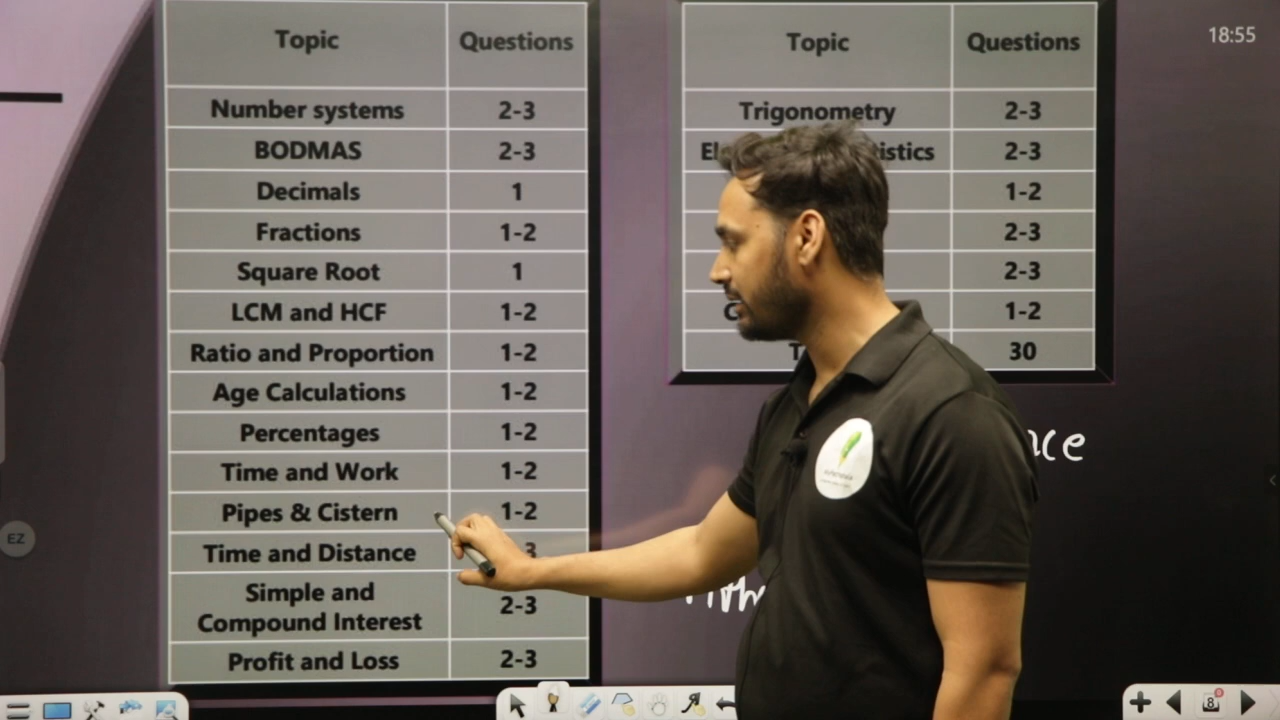 18:55
Topic Questions
Number systems 2-3
BODMAS 2-3
Decimals 1
Fractions 1-2
Square Root 1
LCM and HCF 1-2
Ratio and Proportion 1-2
Age Calculations 1-2
Percentages 1-2
Time and Work 1-2
Pipes & Cistern 1-2
Time and Distance 3
Simple and
Compound Interest 2-3
Profit and Loss 2-3
Topic Questions
Trigonometry 2-3
2-3
1-2
2-3
2-3
1-2
30
EZ
8